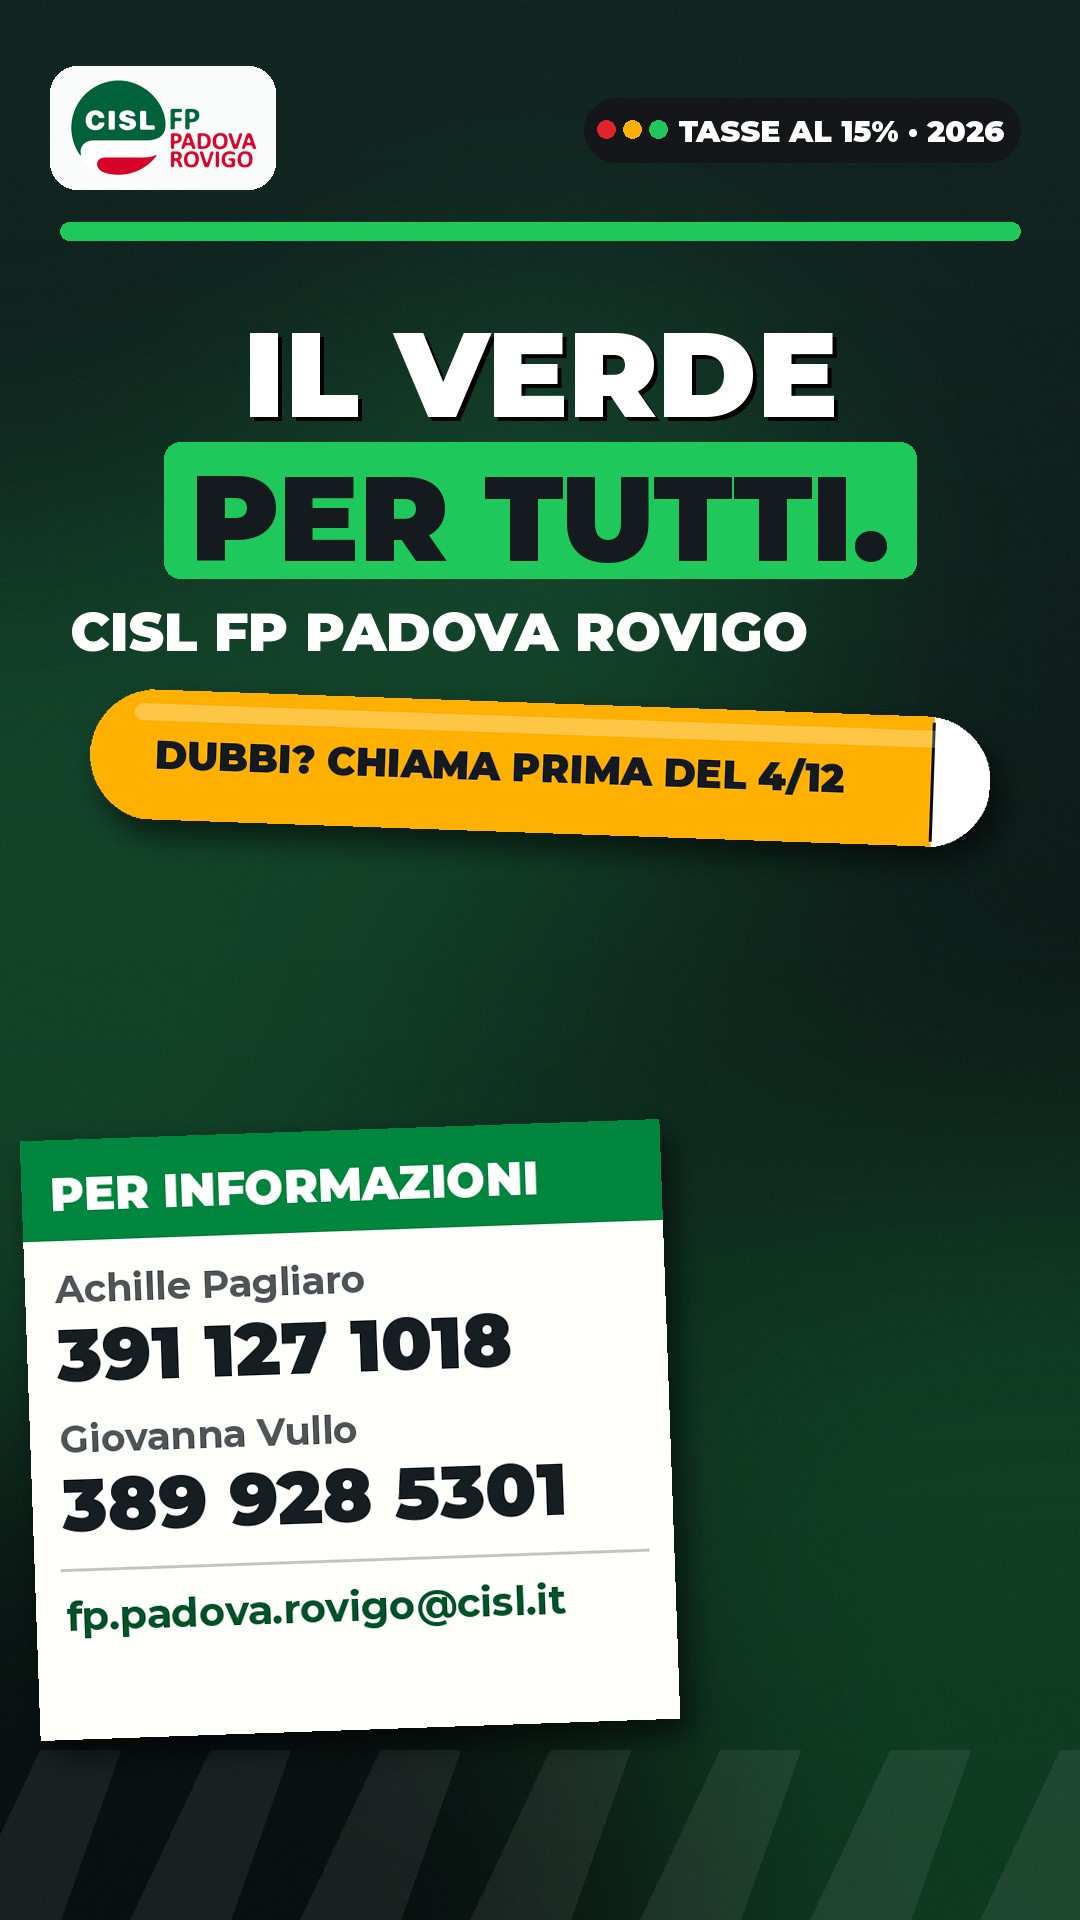 CISL FP
PADOVA
ROVIGO
TASSE AL 15% • 2026
IL VERDE
PER TUTTI.
CISL FP PADOVA ROVIGO
DUBBI? CHIAMA PRIMA DEL 4/12
PER INFORMAZIONI
Achille Pagliaro
391 127 1018
Giovanna Vullo
389 928 5301
fp.padova.rovigo@cisl.it